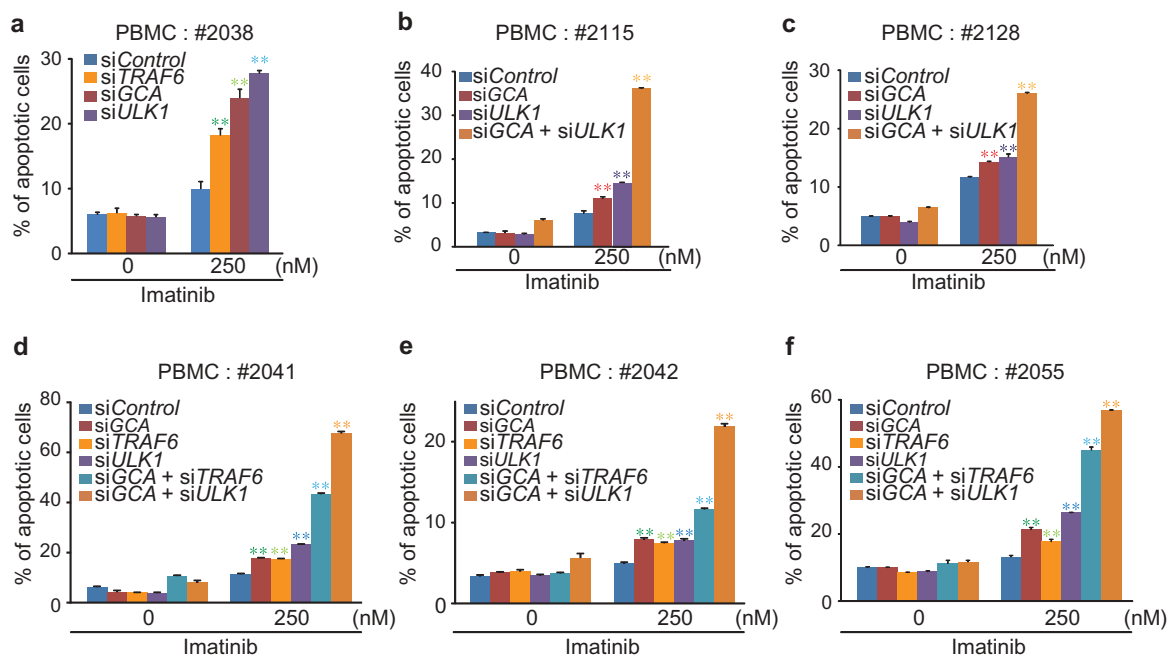 a
PBMC : #2038
% of apoptotic cells
30
20
10
0
siControl
siTRAF6
siGCA
siULK1
**
**
**
0
250
(nM)
Imatinib
b
PBMC : #2115
% of apoptotic cells
40
30
20
10
0
siControl
siGCA
siULK1
siGCA + siULK1
**
**
**
0
250
(nM)
Imatinib
c
PBMC : #2128
% of apoptotic cells
30
20
10
0
siControl
siGCA
siULK1
siGCA + siULK1
**
**
**
0
250
(nM)
Imatinib
d
PBMC : #2041
% of apoptotic cells
80
60
40
20
0
siControl
siGCA
siTRAF6
siULK1
siGCA + siTRAF6
siGCA + siULK1
**
**
**
**
**
0
250
(nM)
Imatinib
e
PBMC : #2042
% of apoptotic cells
20
10
0
siControl
siGCA
siTRAF6
siULK1
siGCA + siTRAF6
siGCA + siULK1
**
**
**
**
**
0
250
(nM)
Imatinib
f
PBMC : #2055
% of apoptotic cells
60
40
20
0
siControl
siGCA
siTRAF6
siULK1
siGCA + siTRAF6
siGCA + siULK1
**
**
**
**
**
0
250
(nM)
Imatinib